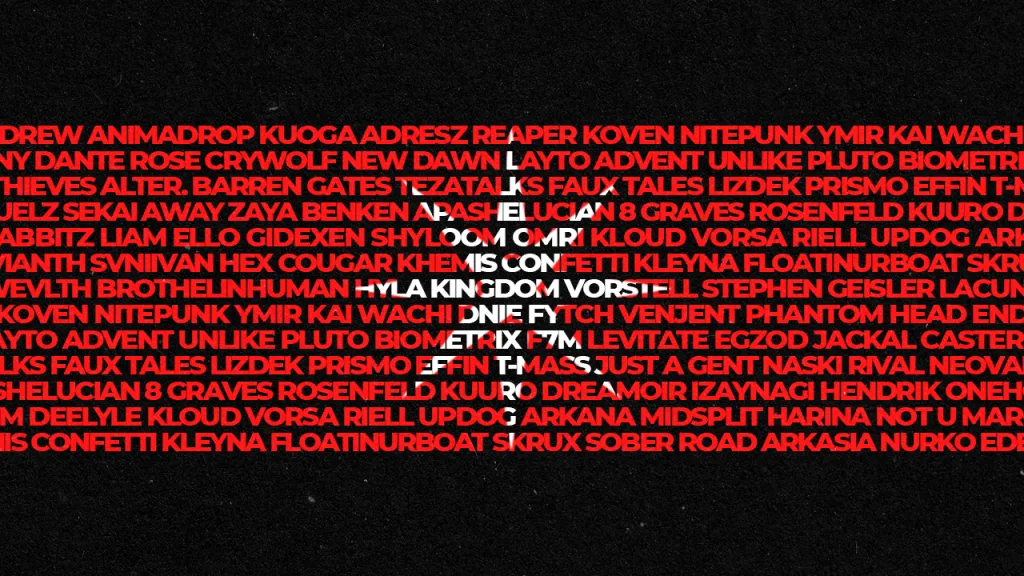 DREW ANIMADROP KUOGA ADRESZ REAPER KOVEN NITEPUNK YMIR KAI WACH
NY DANTE ROSE CRYWOLF NEW DAWN LAYTO ADVENT UNLIKE PLUTO BIOMETRI
THIEVES ALTER. BARREN GATES TEZATALKS FAUX TALES LIZDEK PRISMO EFFIN T-M
UELZ SEKAI AWAY ZAYA BENKEN APASHELUCIAN 8 GRAVES ROSENFELD KUURO D
ABBITZ LIAM ELLO GIDEXEN SHYLOOM OMRI KLOUD VORSA RIELL UPDOG ARK
VIANTH SVNIIVAN HEX COUGAR KHEMIS CONFETTI KLEYNA FLOATINURBOAT SKRU
WEVLTH BROTHELINHUMAN HYLA KINGDOM VORSTELL STEPHEN GEISLER LACUN
KOVEN NITEPUNK YMIR KAI WACHI DNIE FYTCH VENJENT PHANTOM HEAD END
AYTO ADVENT UNLIKE PLUTO BIOMETRIX F7M LEVITΔTE EGZOD JACKAL CASTER
LKS FAUX TALES LIZDEK PRISMO EFFIN T-MASS JUST A GENT NASKI RIVAL NEOVA
SHELUCIAN 8 GRAVES ROSENFELD KUURO DREAMOIR IZAYNAGI HENDRIK ONEH
M DEELYLE KLOUD VORSA RIELL UPDOG ARKANA MIDSPLIT HARINA NOT U MAR
IIS CONFETTI KLEYNA FLOATINURBOAT SKRUX SOBER ROAD ARKASIA NURKO EDE